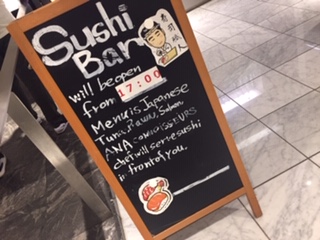 Sushi
Bar
will be open
from 17:00
Menu is Japanese
Tuna, Prawn, Salmon
ANA CONNOISSEURS
chef will serve sushi
in front of you.